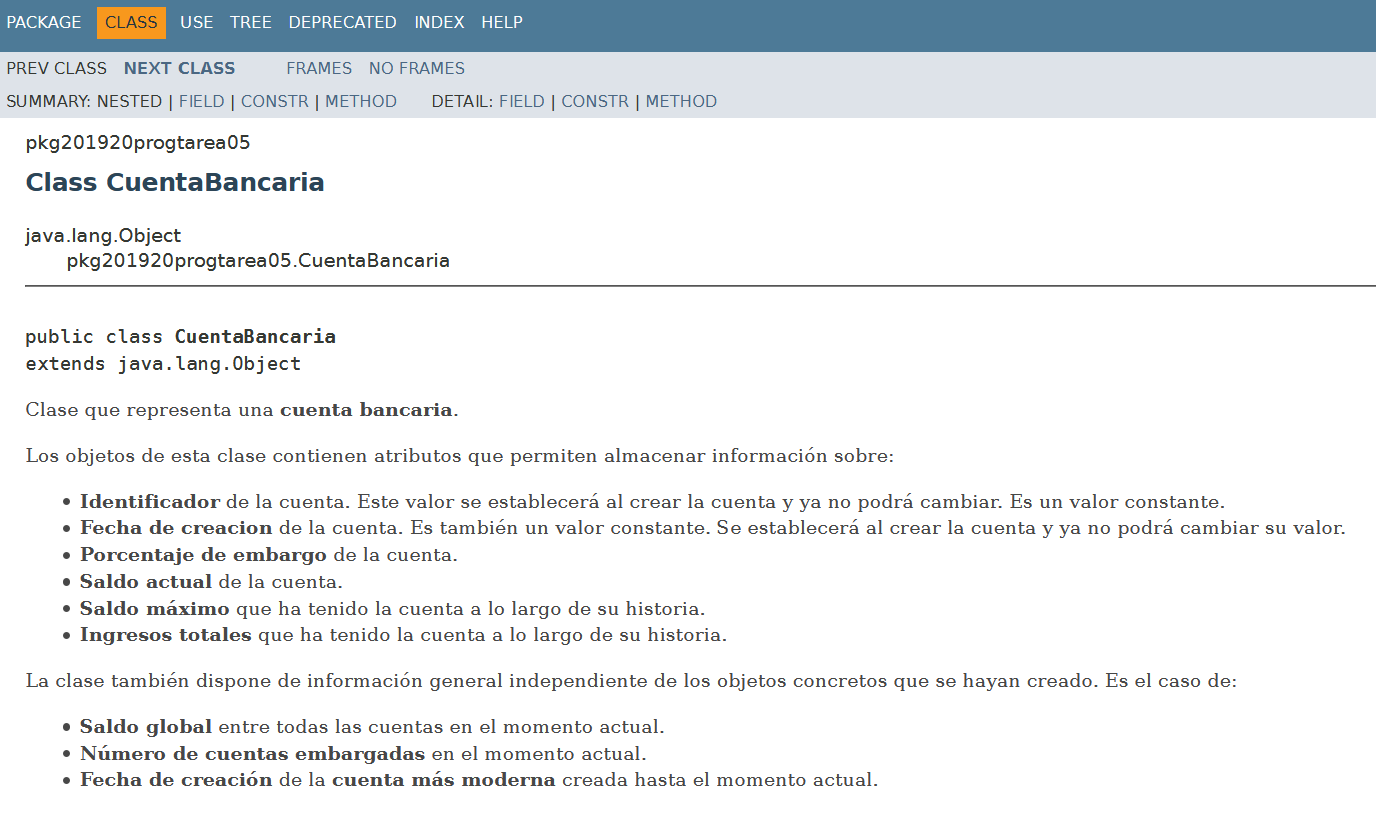 PACKAGE CLASS USE TREE DEPRECATED INDEX HELP
PREV CLASS NEXT CLASS FRAMES NO FRAMES
SUMMARY: NESTED | FIELD | CONSTR | METHOD DETAIL: FIELD | CONSTR | METHOD
pkg201920progtarea05
Class CuentaBancaria
java.lang.Object
pkg201920progtarea05.CuentaBancaria
public class CuentaBancaria
extends java.lang.Object
Clase que representa una cuenta bancaria.
Los objetos de esta clase contienen atributos que permiten almacenar información sobre:
• Identificador de la cuenta. Este valor se establecerá al crear la cuenta y ya no podrá cambiar. Es un valor constante.
• Fecha de creacion de la cuenta. Es también un valor constante. Se establecerá al crear la cuenta y ya no podrá cambiar su valor.
• Porcentaje de embargo de la cuenta.
• Saldo actual de la cuenta.
• Saldo máximo que ha tenido la cuenta a lo largo de su historia.
• Ingresos totales que ha tenido la cuenta a lo largo de su historia.
La clase también dispone de información general independiente de los objetos concretos que se hayan creado. Es el caso de:
• Saldo global entre todas las cuentas en el momento actual.
• Número de cuentas embargadas en el momento actual.
• Fecha de creación de la cuenta más moderna creada hasta el momento actual.